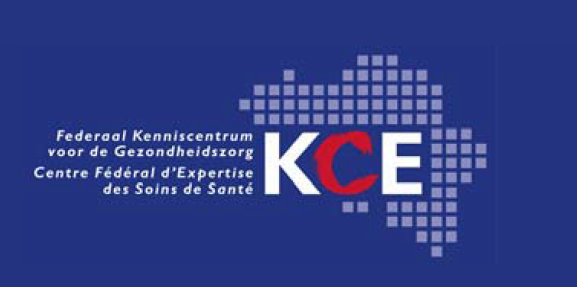 Federaal Kenniscentrum
voor de Gezondheidszorg
Centre Fédéral d'Expertise
des Soins de Santé
KCE